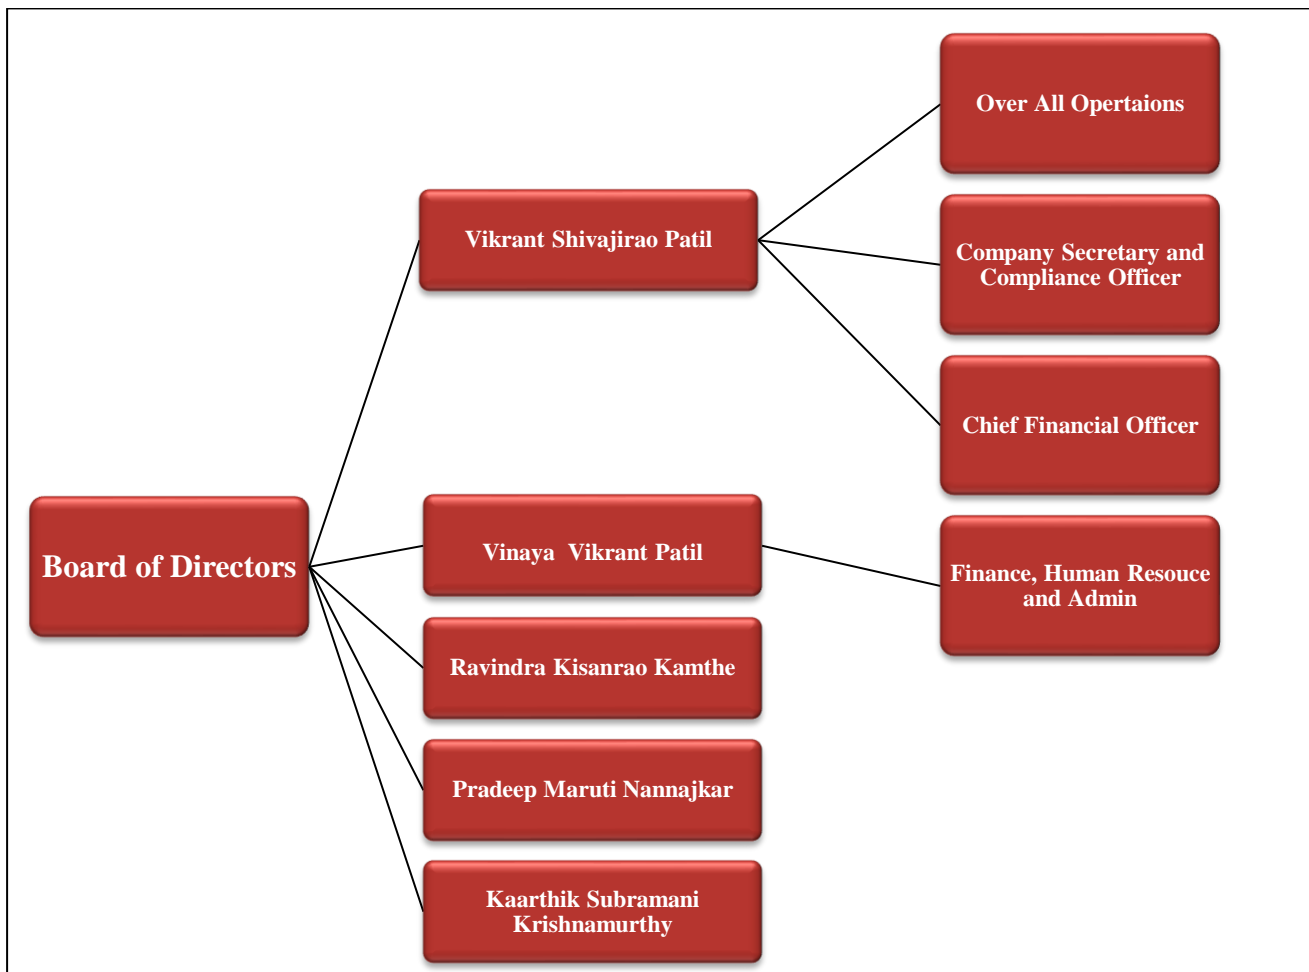 Board of Directors
Vikrant Shivajirao Patil
Over All Opertaions
Company Secretary and
Compliance Officer
Chief Financial Officer
Vinaya  Vikrant Patil
Finance, Human Resouce
and Admin
Ravindra Kisanrao Kamthe
Pradeep Maruti Nannajkar
Kaarthik Subramani
Krishnamurthy